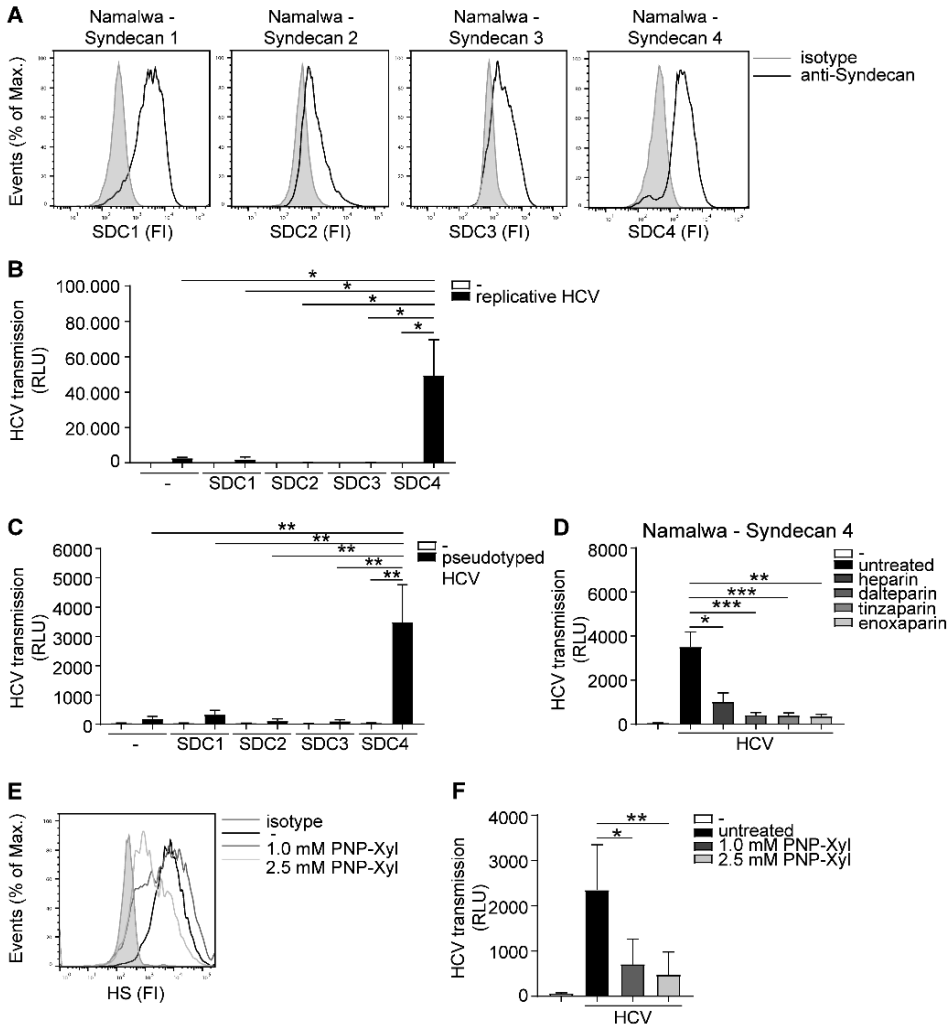 A
Namalwa -
Syndecan 1
Namalwa -
Syndecan 2
Namalwa -
Syndecan 3
Namalwa -
Syndecan 4
isotype
anti-Syndecan
Events (% of Max.)
SDC1 (FI)
SDC2 (FI)
SDC3 (FI)
SDC4 (FI)
B
-
replicative HCV
*
*
*
*
*
HCV transmission
(RLU)
100.000
80.000
60.000
40.000
20.000
0
-
SDC1
SDC2
SDC3
SDC4
C
-
pseudotyped
HCV
**
**
**
**
**
HCV transmission
(RLU)
6000
5000
4000
3000
2000
1000
0
-
SDC1
SDC2
SDC3
SDC4
D
Namalwa - Syndecan 4
-
untreated
heparin
dalteparin
tinzaparin
enoxaparin
**
***
***
*
HCV transmission
(RLU)
8000
6000
4000
2000
0
HCV
E
isotype
-
1.0 mM PNP-Xyl
2.5 mM PNP-Xyl
Events (% of Max.)
HS (FI)
F
-
untreated
1.0 mM PNP-Xyl
2.5 mM PNP-Xyl
**
*
HCV transmission
(RLU)
4000
3000
2000
1000
0
HCV